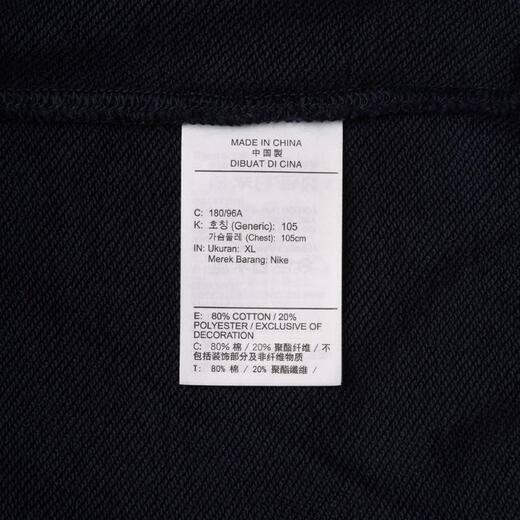 MADE IN CHINA
中国製
DIBUAT DI CINA
C: 180/96A
K: 호칭 (Generic): 105
가슴둘레 (Chest): 105cm
IN: Ukuran: XL
Merek Barang: Nike
E: 80% COTTON / 20%
POLYESTER / EXCLUSIVE OF
DECORATION
C: 80% 棉 / 20% 聚酯纤维 / 不
包括装饰部分及非纤维物质
T: 80% 棉 / 20% 聚酯纖維 /